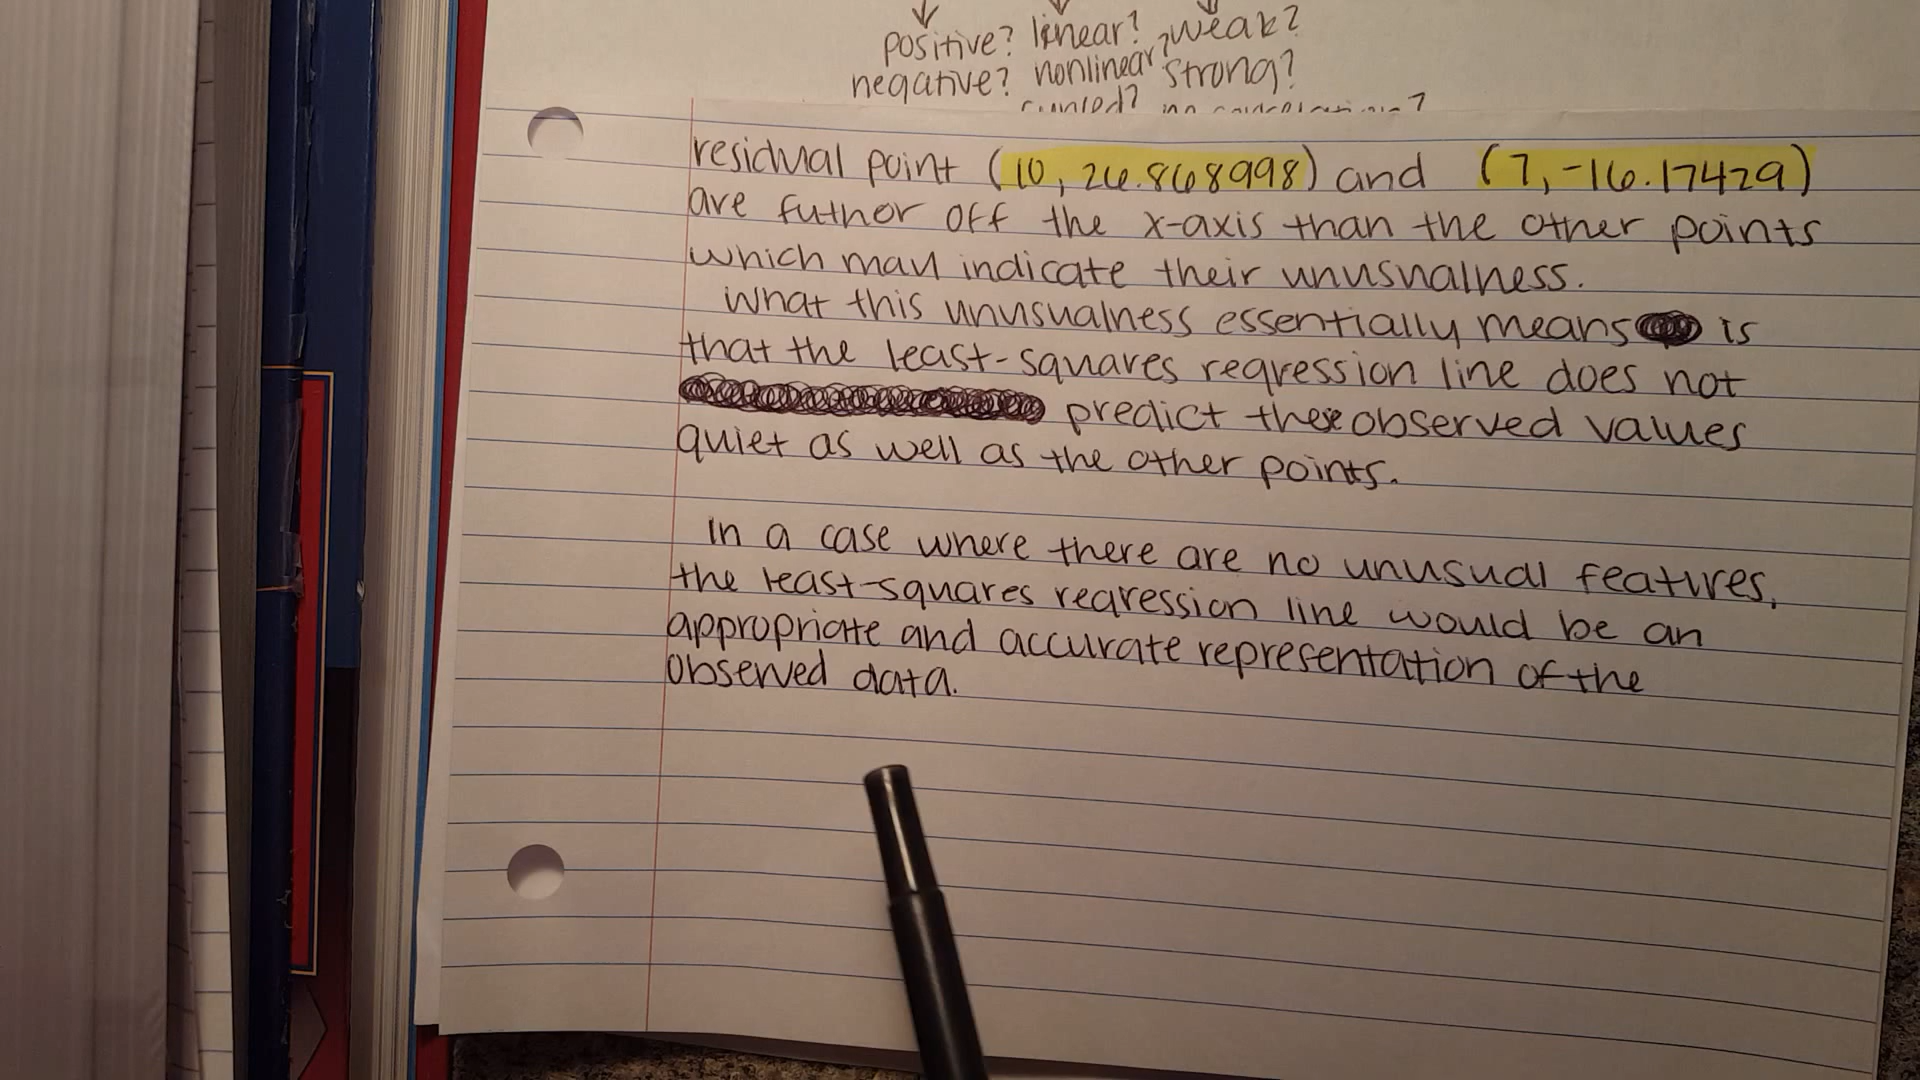 positive? linear? weak?
negative? nonlinear? strong?
residual point (10, 26.868998) and (7, -16.17429)
are futher off the x-axis than the other points
which may indicate their unusualness.
What this unusualness essentially means is
that the least-squares regression line does not
predict these observed values
quiet as well as the other points.
In a case where there are no unusual features,
the least-squares regression line would be an
appropriate and accurate representation of the
observed data.